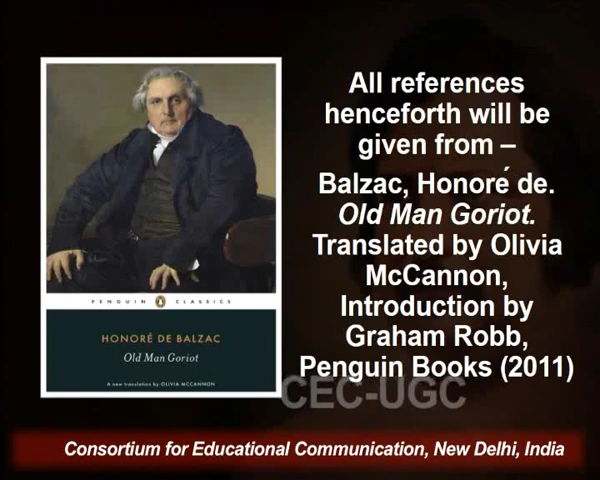 All references
henceforth will be
given from –
Balzac, Honoré de.
Old Man Goriot.
Translated by Olivia
McCannon,
Introduction by
Graham Robb,
Penguin Books (2011)
PENGUIN CLASSICS
HONORÉ DE BALZAC
Old Man Goriot
A new translation by OLIVIA MCCANNON
CEC-UGC
Consortium for Educational Communication, New Delhi, India